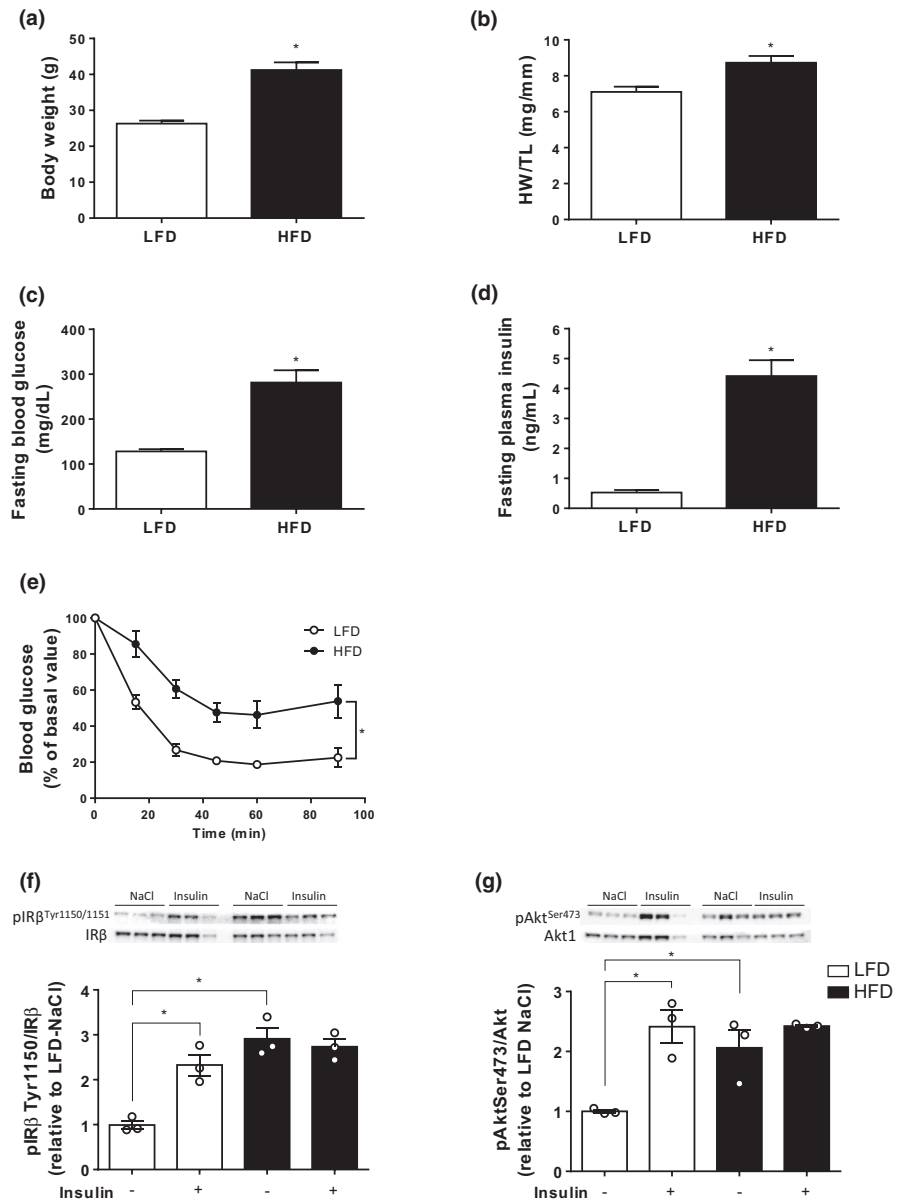 (a)
Body weight (g)
50
40
30
20
10
0
*
LFD HFD
(b)
HW/TL (mg/mm)
10
8
6
4
2
0
*
LFD HFD
(c)
Fasting blood glucose
(mg/dL)
400
300
200
100
0
*
LFD HFD
(d)
Fasting plasma insulin
(ng/mL)
6
5
4
3
2
1
0
*
LFD HFD
(e)
Blood glucose
(% of basal value)
100
80
60
40
20
0
LFD
HFD
*
0 20 40 60 80 100
Time (min)
(f)
NaCl Insulin NaCl Insulin
pIRβTyr1150/1151
IRβ
pIRβ Tyr1150/IRβ
(relative to LFD-NaCl)
4
3
2
1
0
*
*
Insulin - + - +
(g)
NaCl Insulin NaCl Insulin
pAktSer473
Akt1
LFD
HFD
pAktSer473/Akt
(relative to LFD NaCl)
3
2
1
0
*
*
Insulin - + - +